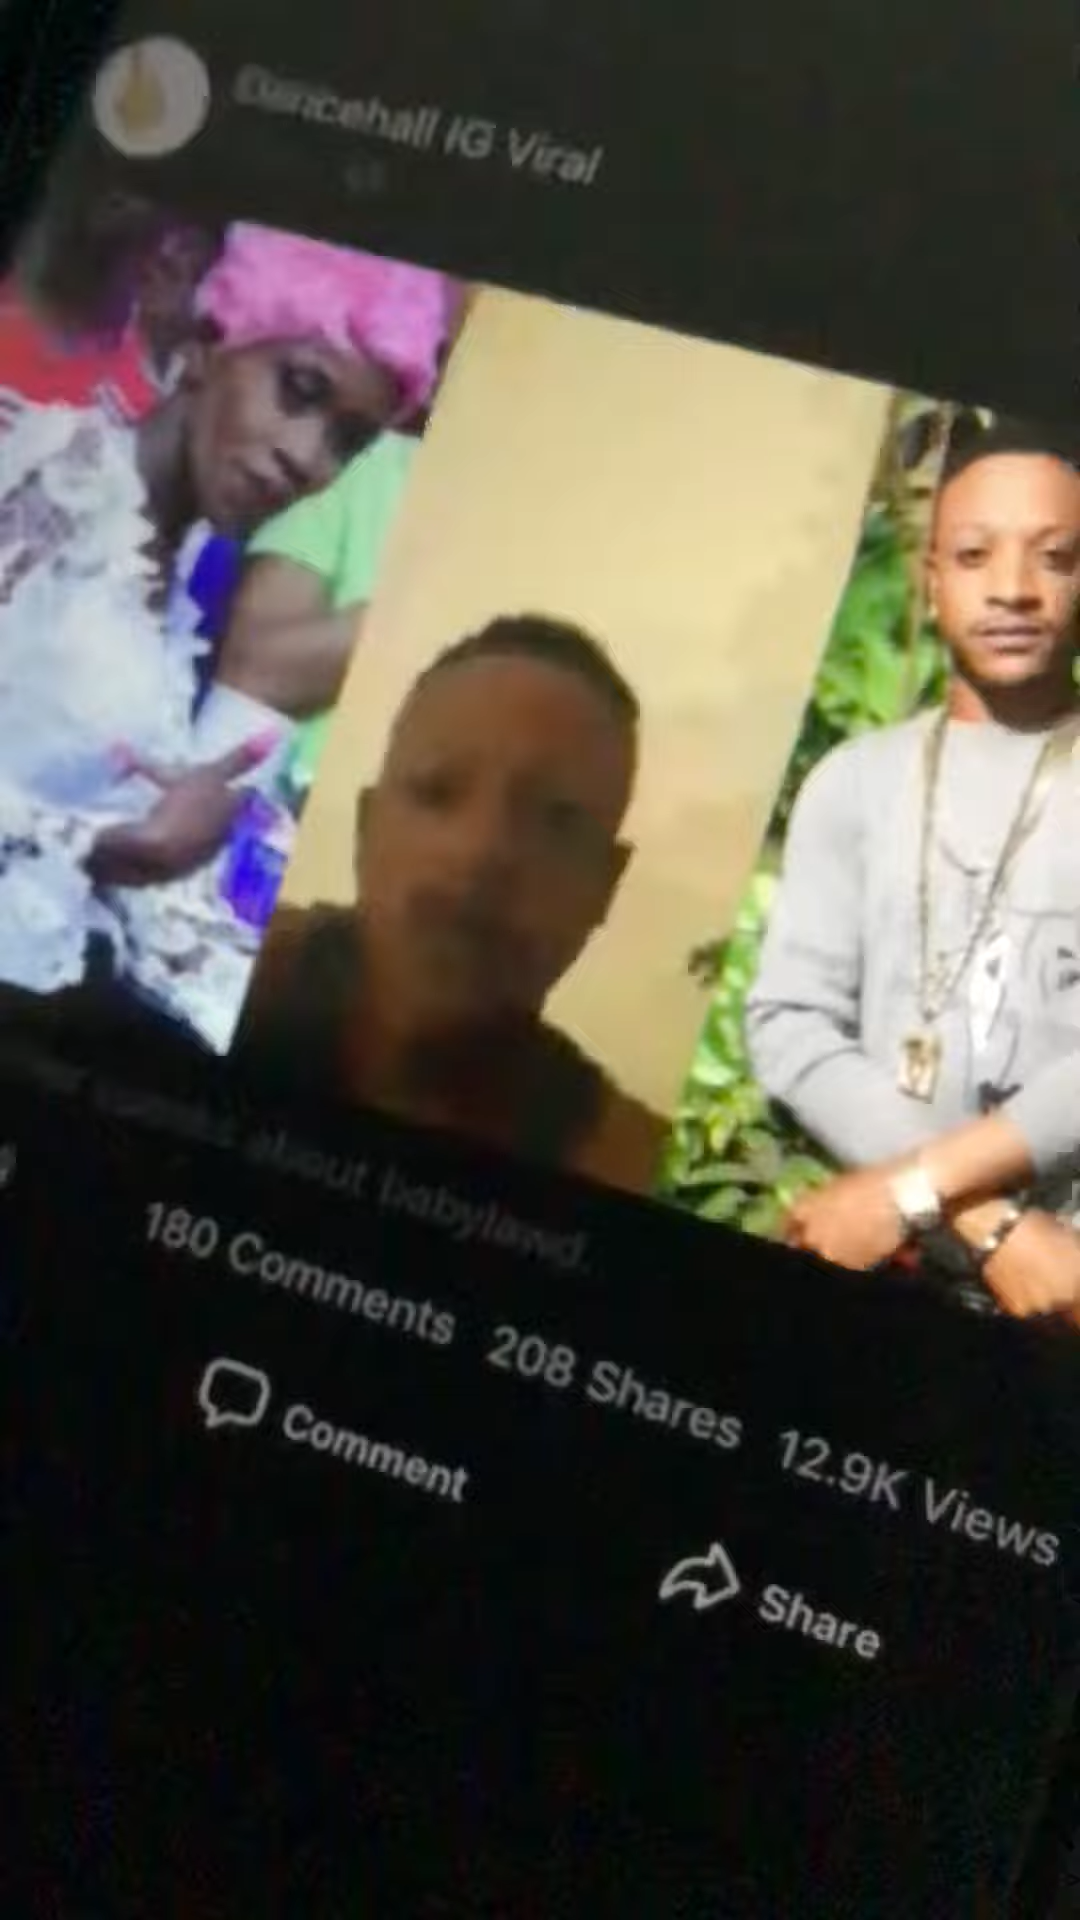 Dancehall IG Viral
about babyland.
180 Comments 208 Shares 12.9K Views
Comment
Share